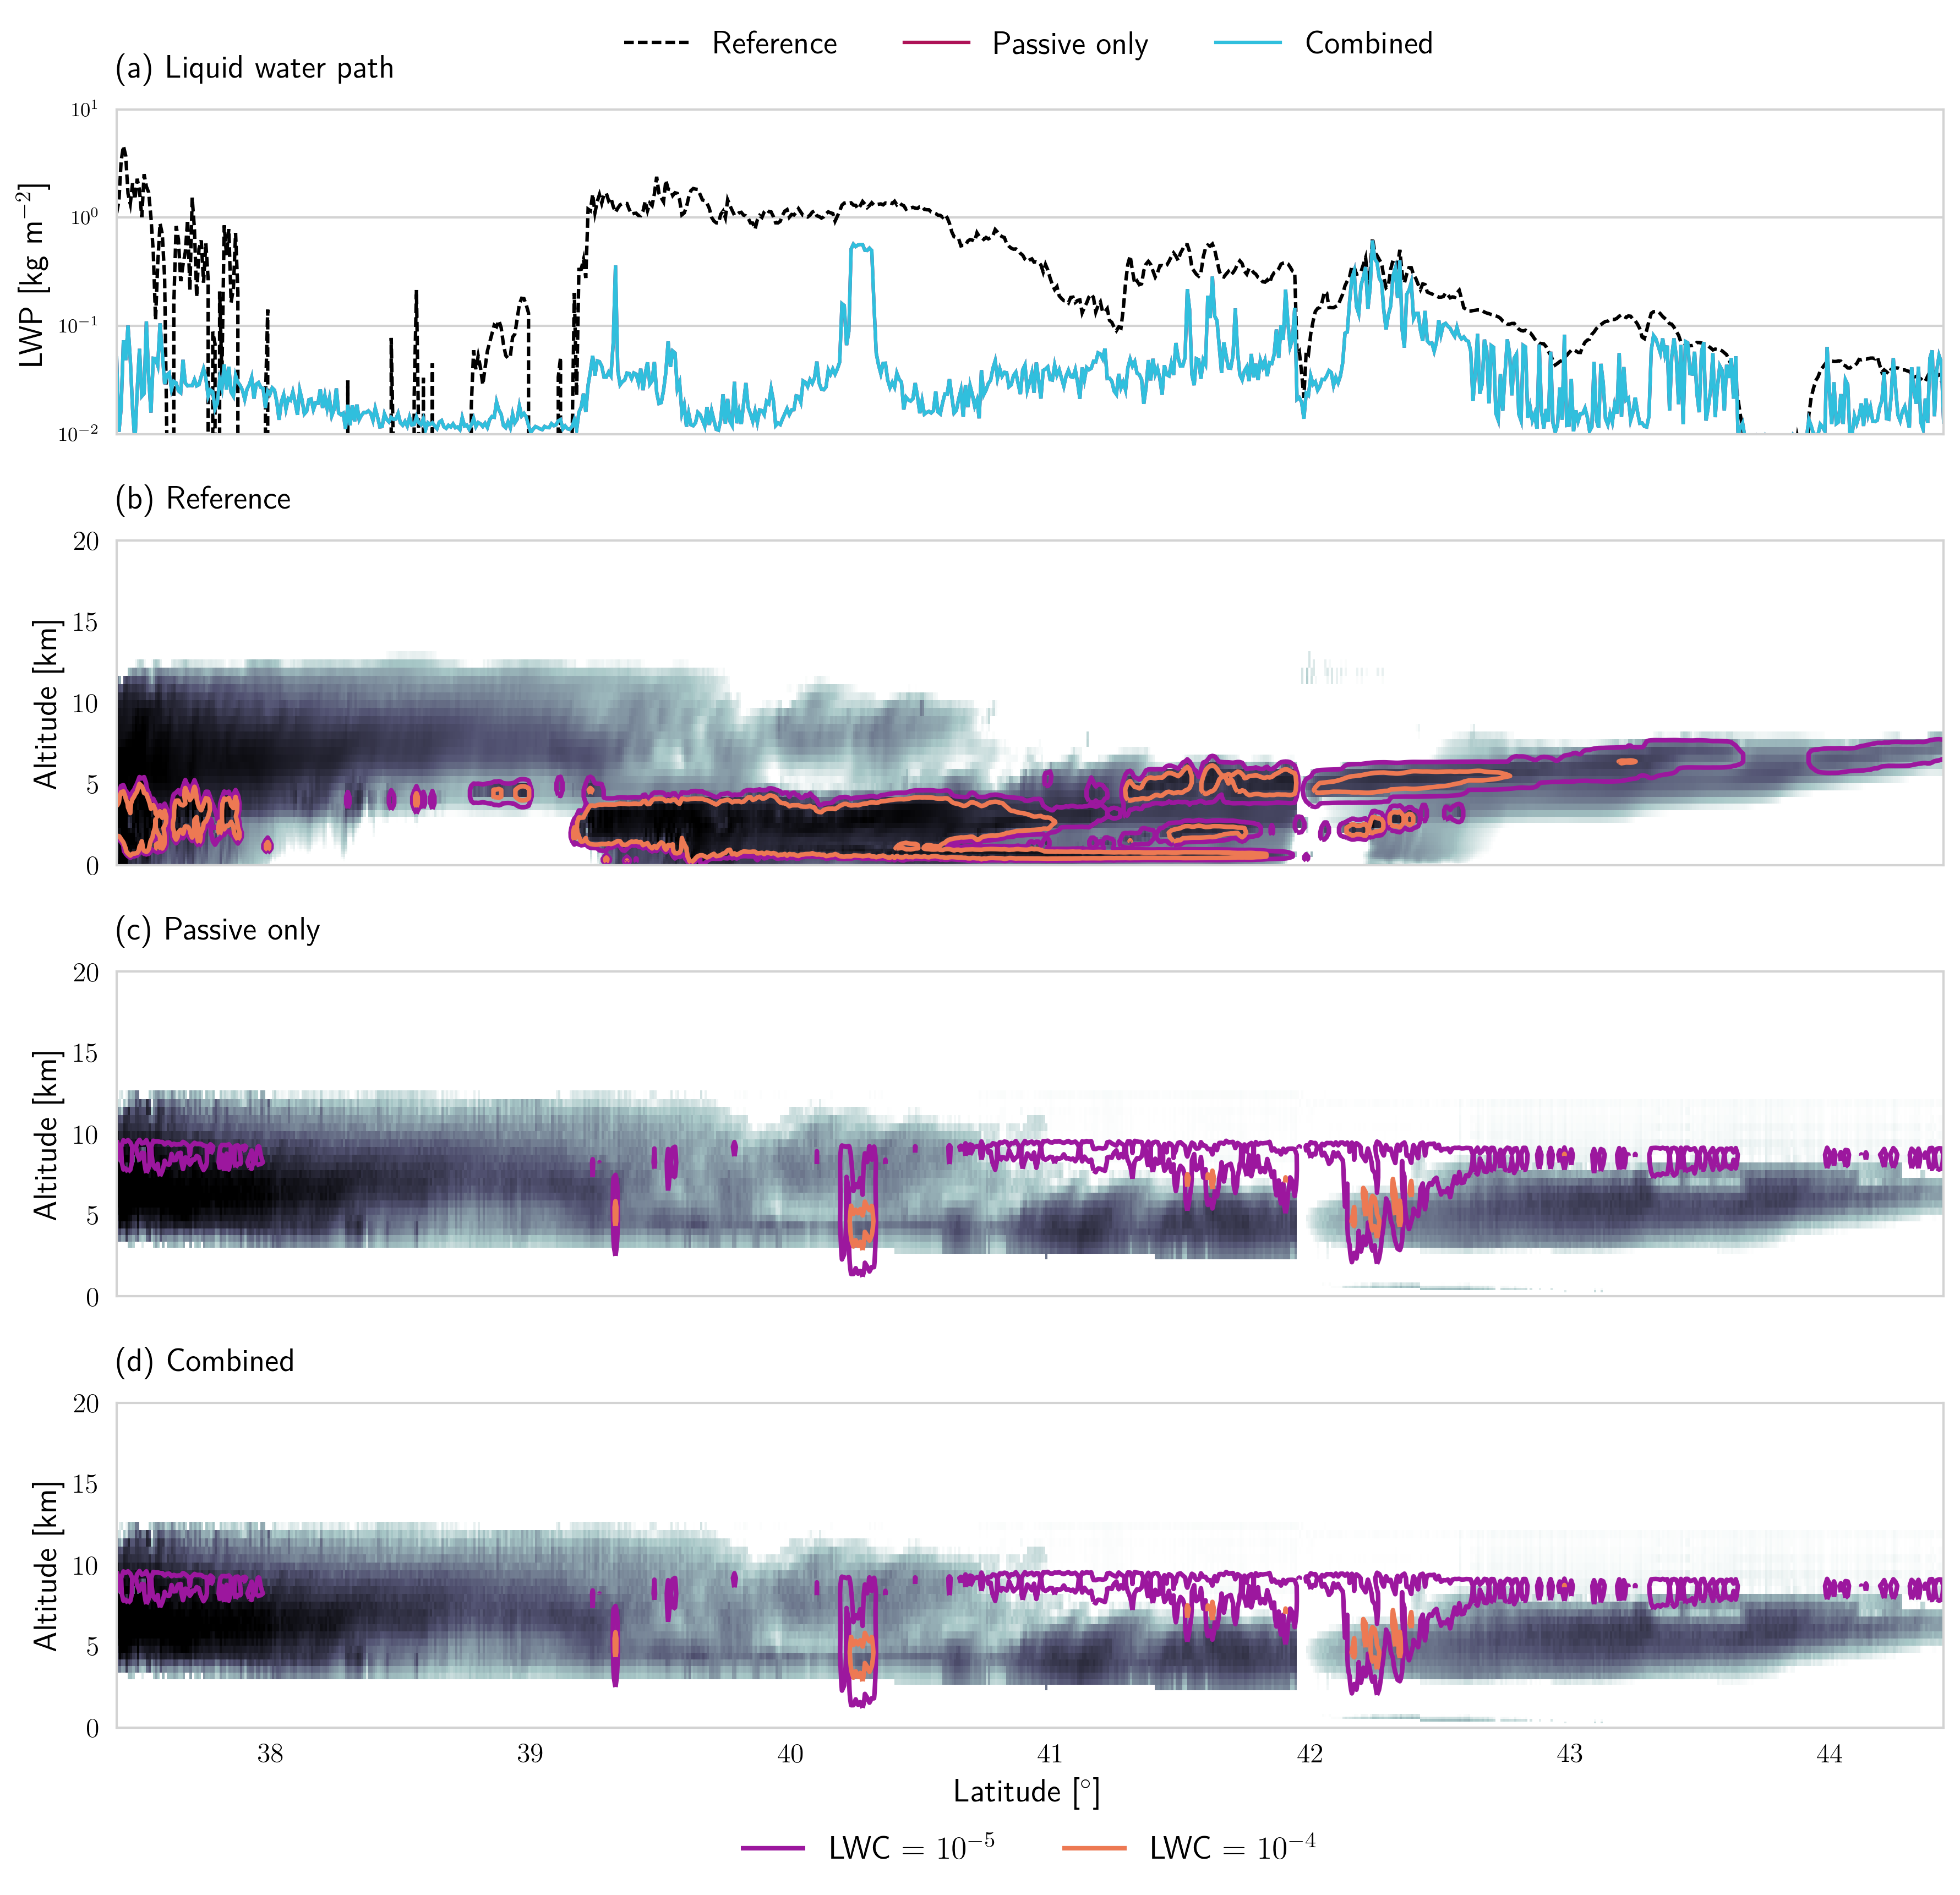 Reference Passive only Combined
(a) Liquid water path
10¹
10⁰
10⁻¹
10⁻²
LWP [kg m⁻²]
(b) Reference
20
15
10
5
0
Altitude [km]
(c) Passive only
20
15
10
5
0
Altitude [km]
(d) Combined
20
15
10
5
0
Altitude [km]
38 39 40 41 42 43 44
Latitude [°]
LWC = 10⁻⁵ LWC = 10⁻⁴